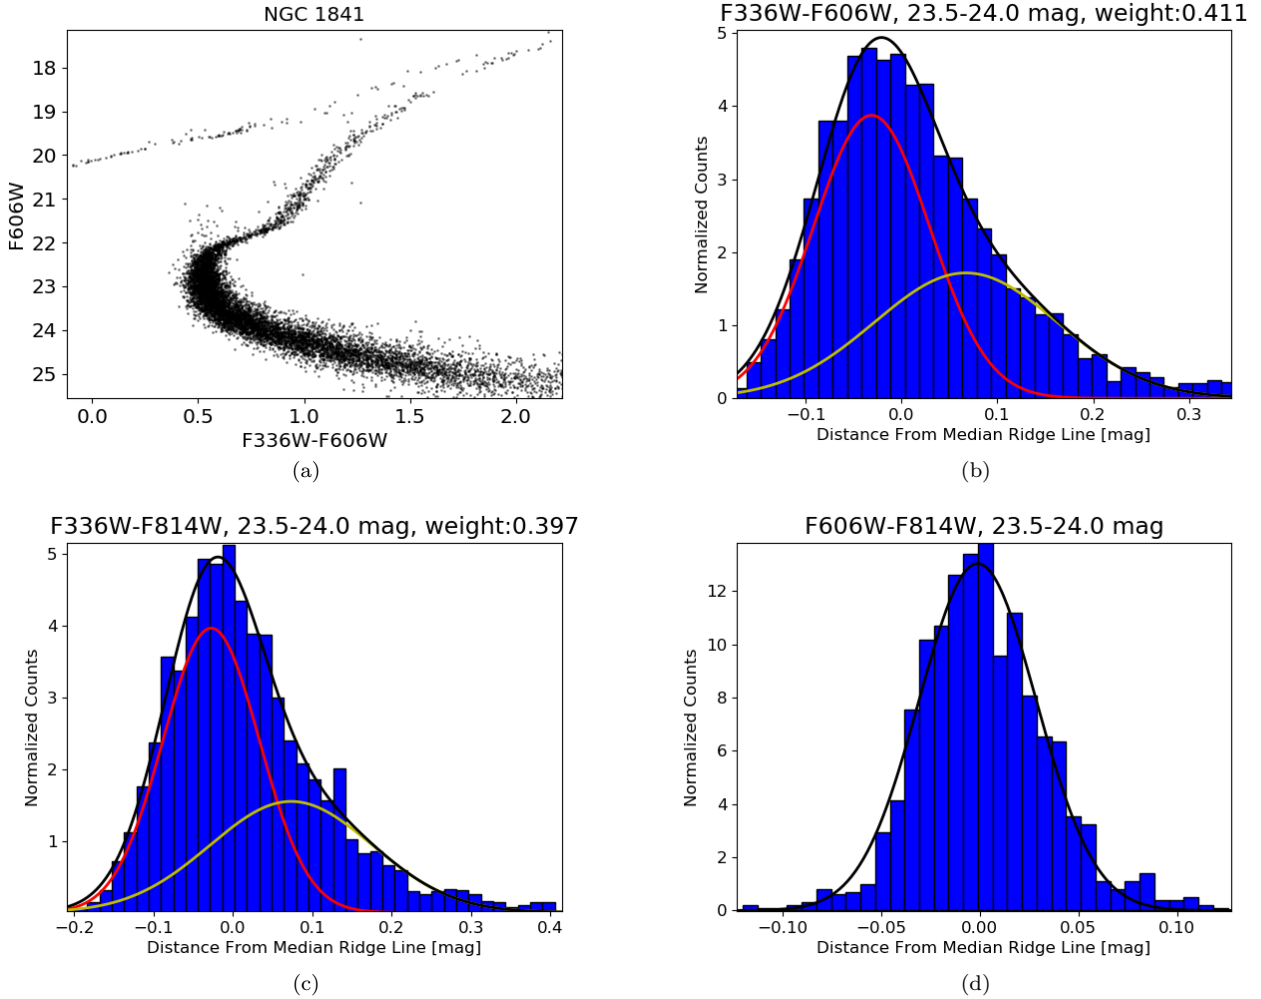 NGC 1841
18
19
20
21
22
23
24
25
F606W
0.0 0.5 1.0 1.5 2.0
F336W-F606W
(a)
F336W-F606W, 23.5-24.0 mag, weight:0.411
5
4
3
2
1
0
Normalized Counts
−0.1 0.0 0.1 0.2 0.3
Distance From Median Ridge Line [mag]
(b)
F336W-F814W, 23.5-24.0 mag, weight:0.397
5
4
3
2
1
Normalized Counts
−0.2 −0.1 0.0 0.1 0.2 0.3 0.4
Distance From Median Ridge Line [mag]
(c)
F606W-F814W, 23.5-24.0 mag
12
10
8
6
4
2
0
Normalized Counts
−0.10 −0.05 0.00 0.05 0.10
Distance From Median Ridge Line [mag]
(d)